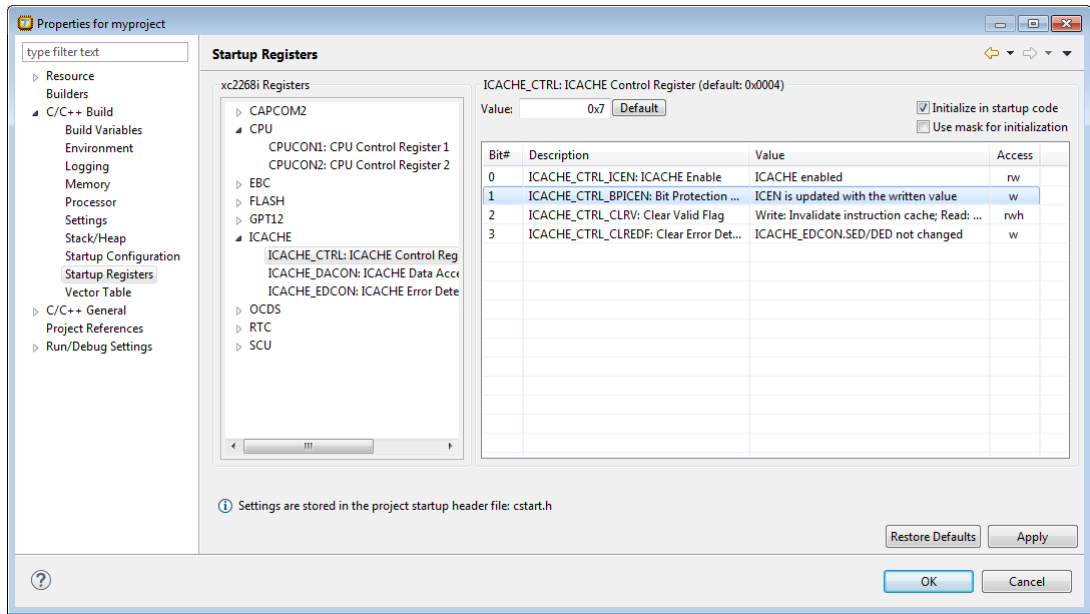 Properties for myproject
type filter text
Resource
Builders
C/C++ Build
Build Variables
Environment
Logging
Memory
Processor
Settings
Stack/Heap
Startup Configuration
Startup Registers
Vector Table
C/C++ General
Project References
Run/Debug Settings
Startup Registers
xc2268i Registers
CAPCOM2
CPU
CPUCON1: CPU Control Register 1
CPUCON2: CPU Control Register 2
EBC
FLASH
GPT12
ICACHE
ICACHE_CTRL: ICACHE Control Reg
ICACHE_DACON: ICACHE Data Acce
ICACHE_EDCON: ICACHE Error Dete
OCDS
RTC
SCU
ICACHE_CTRL: ICACHE Control Register (default: 0x0004)
Value: 0x7 Default
Initialize in startup code
Use mask for initialization
Bit# Description Value Access
0 ICACHE_CTRL_ICEN: ICACHE Enable ICACHE enabled rw
1 ICACHE_CTRL_BPICEN: Bit Protection ... ICEN is updated with the written value w
2 ICACHE_CTRL_CLRV: Clear Valid Flag Write: Invalidate instruction cache; Read: ... rwh
3 ICACHE_CTRL_CLREDF: Clear Error Det... ICACHE_EDCON.SED/DED not changed w
Settings are stored in the project startup header file: cstart.h
Restore Defaults Apply
OK Cancel